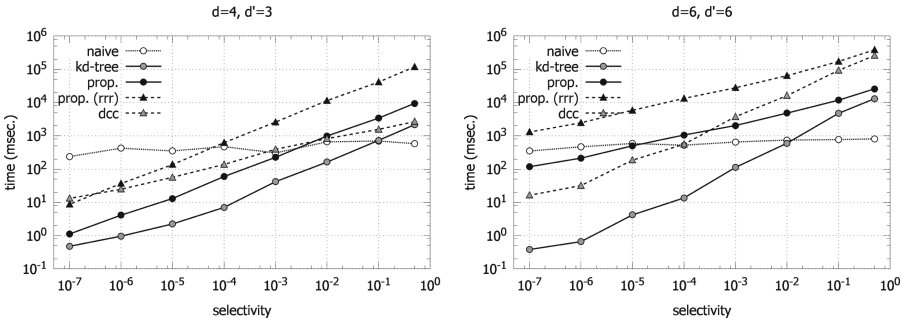 d=4, d'=3
time (msec.)
10^6
10^5
10^4
10^3
10^2
10^1
10^0
10^-1
naive
kd-tree
prop.
prop. (rrr)
dcc
10^-7 10^-6 10^-5 10^-4 10^-3 10^-2 10^-1 10^0
selectivity
d=6, d'=6
time (msec.)
10^6
10^5
10^4
10^3
10^2
10^1
10^0
10^-1
naive
kd-tree
prop.
prop. (rrr)
dcc
10^-7 10^-6 10^-5 10^-4 10^-3 10^-2 10^-1 10^0
selectivity